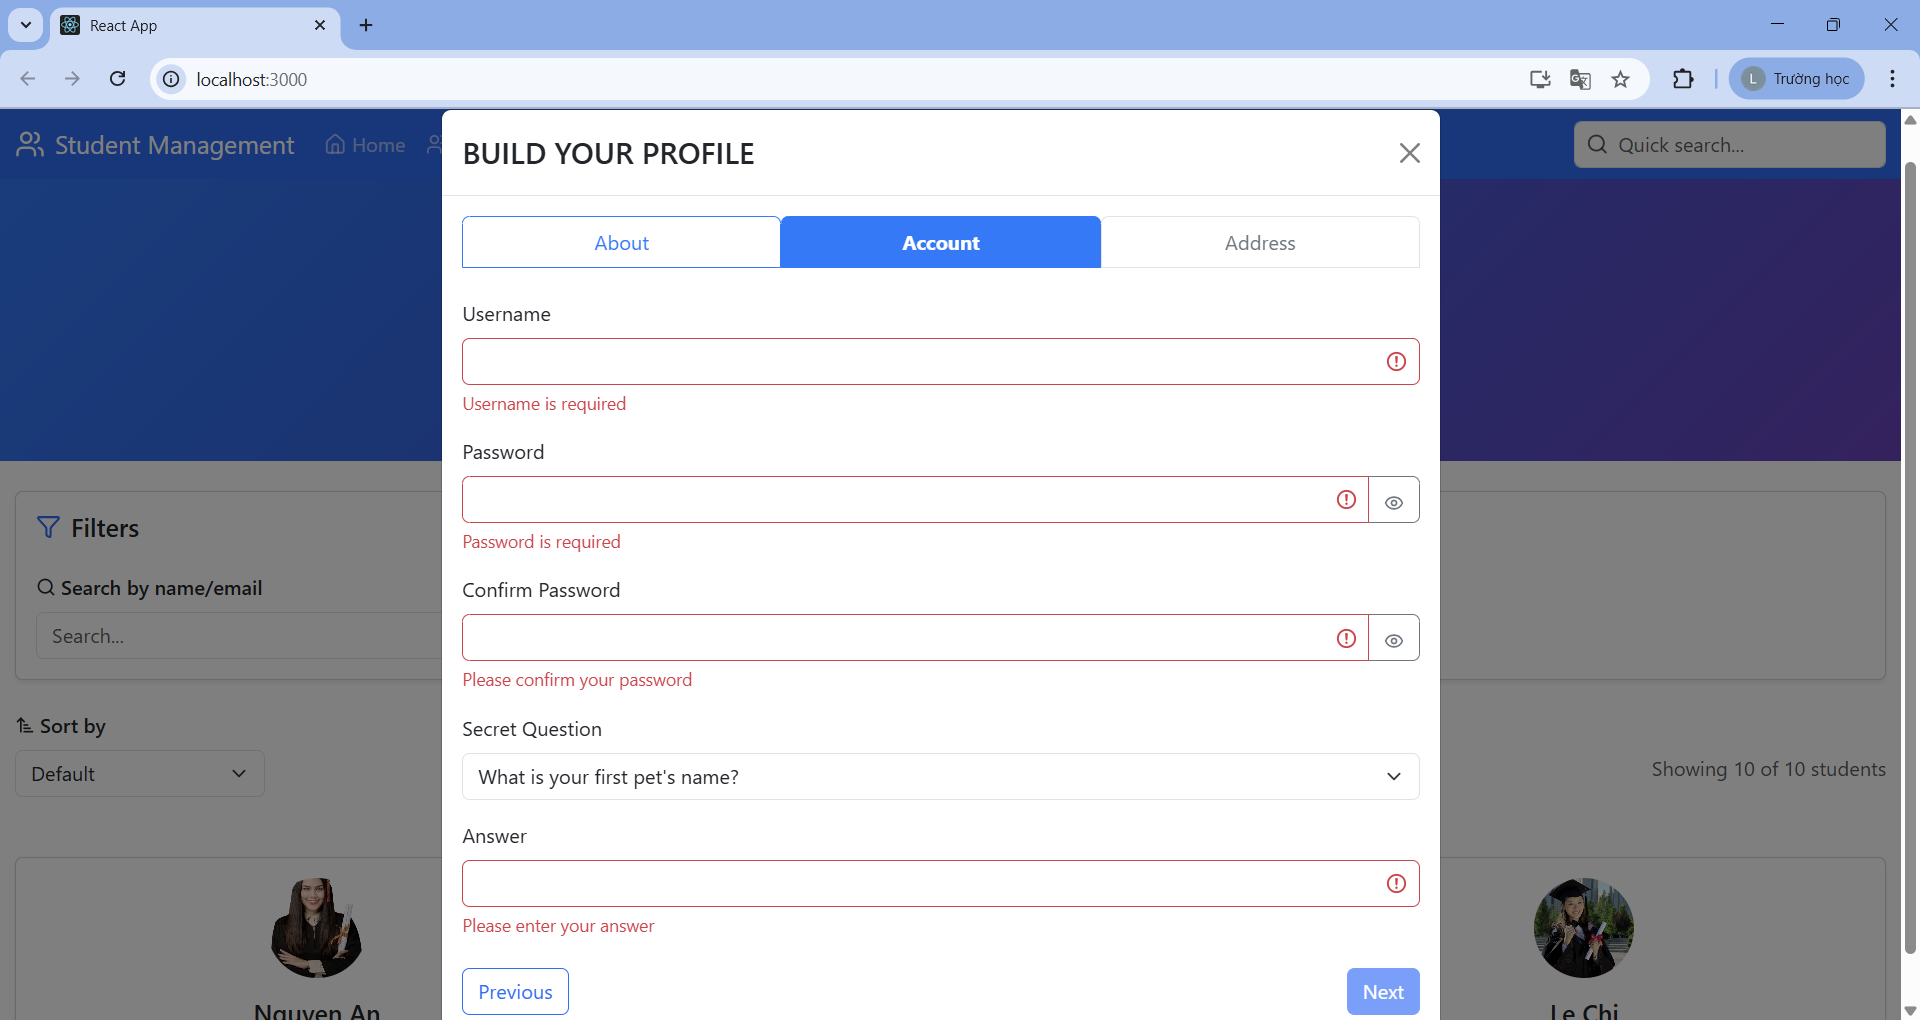 React App
localhost:3000
L Trường học
Student Management Home
Quick search...
BUILD YOUR PROFILE
About Account Address
Username
Username is required
Password
Password is required
Confirm Password
Please confirm your password
Secret Question
What is your first pet's name?
Answer
Please enter your answer
Previous Next
Filters
Search by name/email
Search...
Sort by
Default
Showing 10 of 10 students
Nguyen An
Le Chi